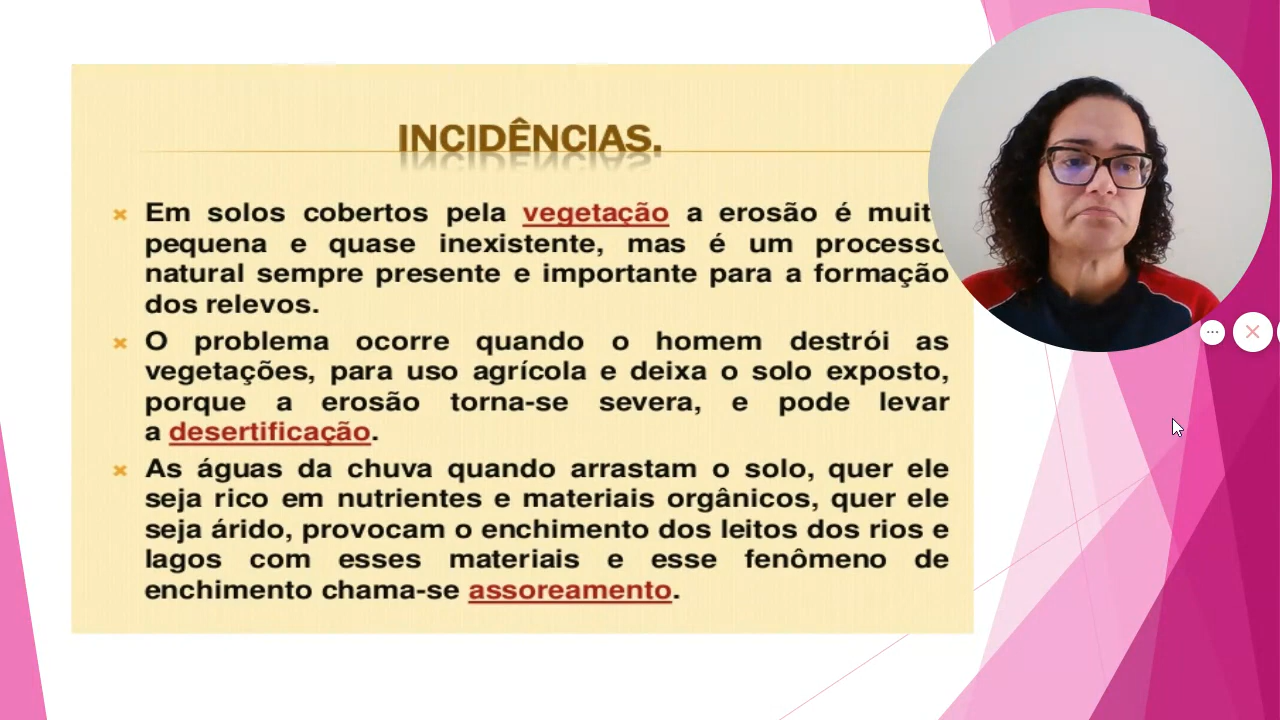 INCIDÊNCIAS.
Em solos cobertos pela vegetação a erosão é
pequena e quase inexistente, mas é um processo
natural sempre presente e importante para a formação
dos relevos.
O problema ocorre quando o homem destrói as
vegetações, para uso agrícola e deixa o solo exposto,
porque a erosão torna-se severa, e pode levar
a desertificação.
As águas da chuva quando arrastam o solo, quer ele
seja rico em nutrientes e materiais orgânicos, quer ele
seja árido, provocam o enchimento dos leitos dos rios e
lagos com esses materiais e esse fenômeno de
enchimento chama-se assoreamento.